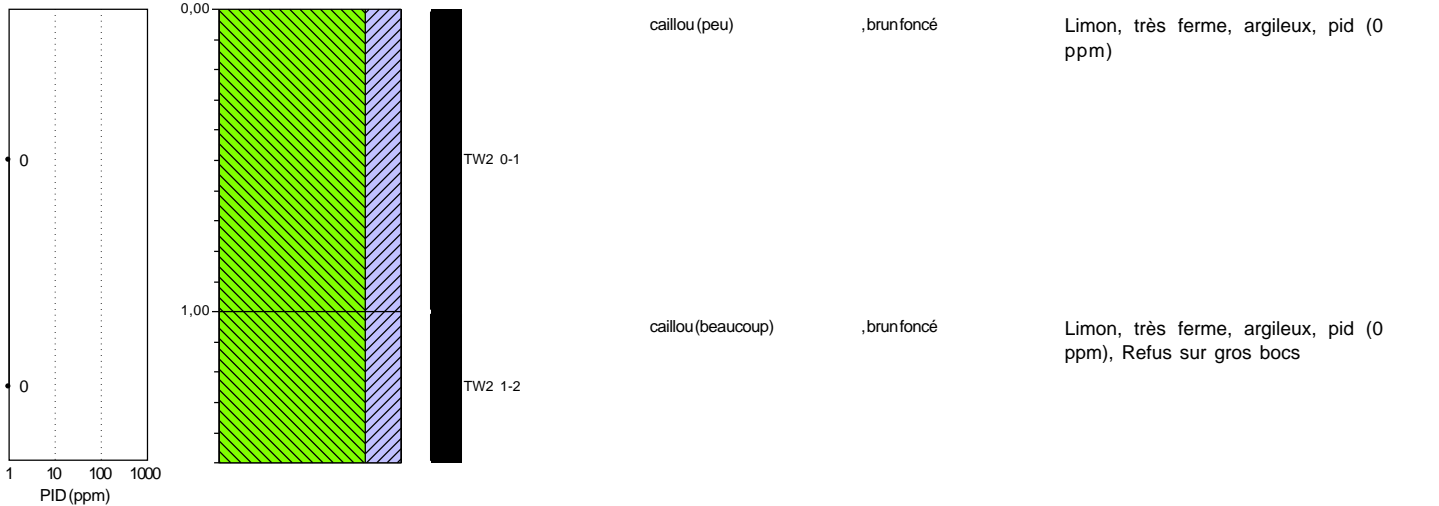 0,00
caillou (peu)
, brun foncé
Limon, très ferme, argileux, pid (0
ppm)
0
TW2 0-1
1,00
caillou (beaucoup)
, brun foncé
Limon, très ferme, argileux, pid (0
ppm), Refus sur gros bocs
0
TW2 1-2
1 10 100 1000
PID (ppm)